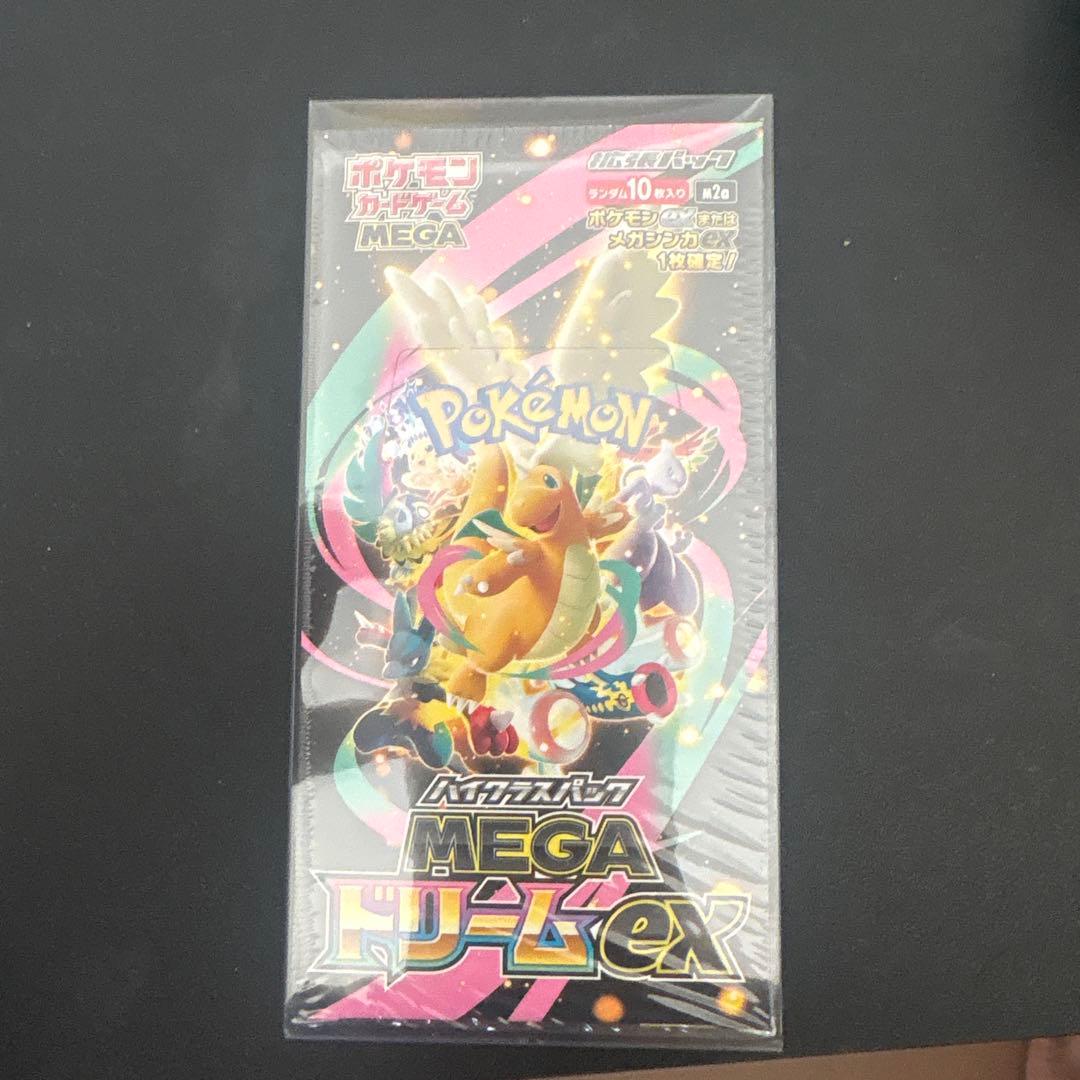 ポケモン
カードゲーム
MEGA
拡張パック
ランダム10枚入り
M2a
ポケモンexまたは
メガシンカex
1枚確定!
POKéMON
ハイクラスパック
MEGA
ドリームex